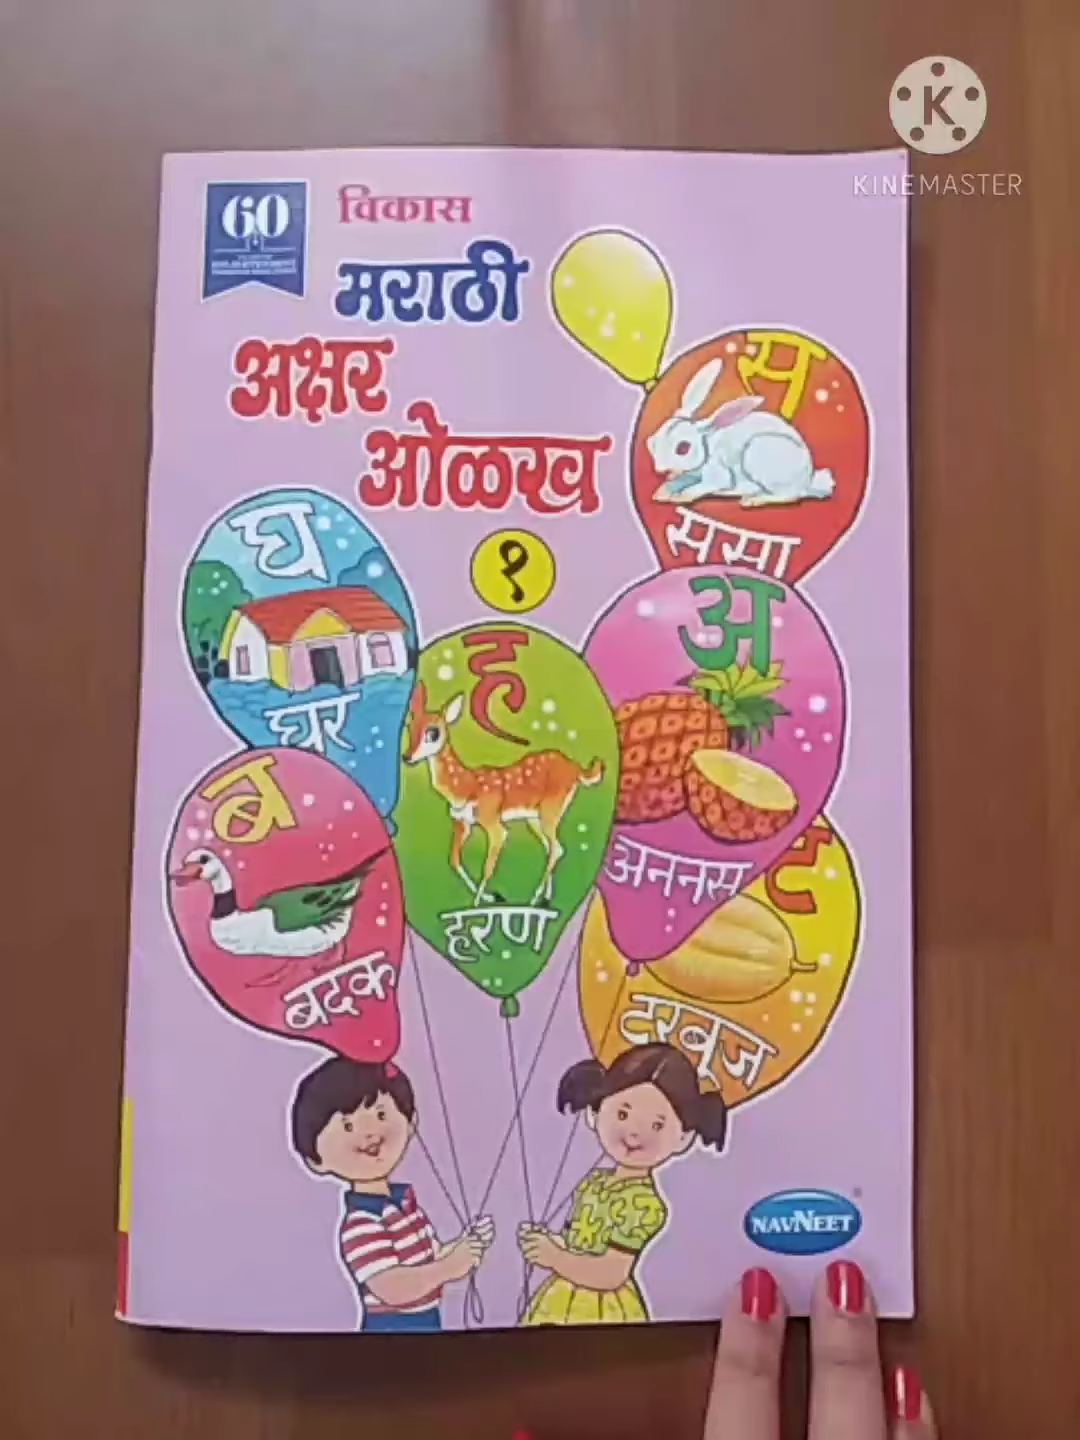 KINEMASTER
60
विकास
मराठी
अक्षर
ओळख
१
स
ससा
घ
घर
अ
अननस
ह
हरण
ब
बदक
ट
टरबूज
NAVNEET